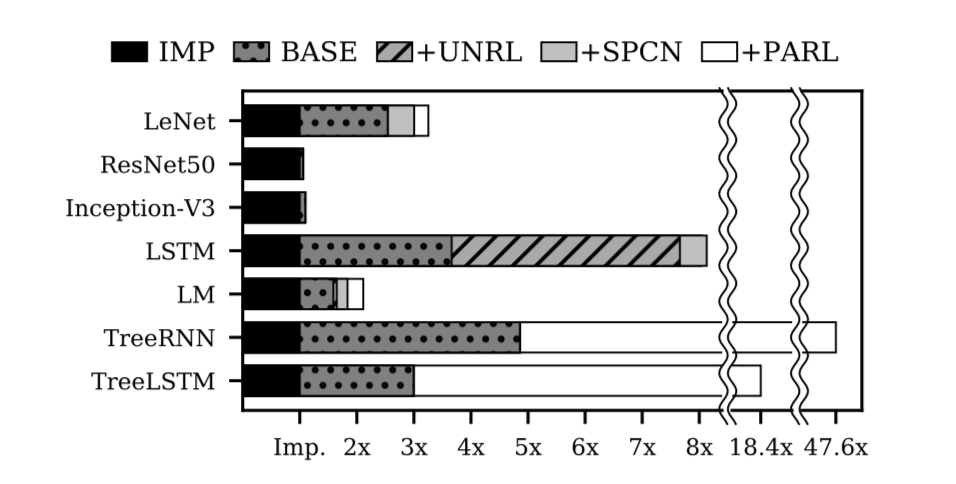 IMP BASE +UNRL +SPCN +PARL
LeNet
ResNet50
Inception-V3
LSTM
LM
TreeRNN
TreeLSTM
Imp. 2x 3x 4x 5x 6x 7x 8x 18.4x 47.6x